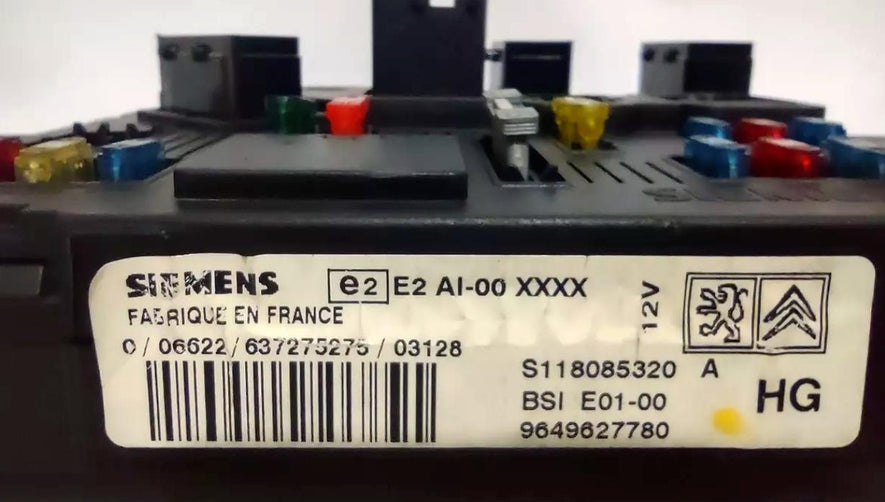 SIEMENS e2 E2 AI-00 XXXX
12V
FABRIQUE EN FRANCE
0/ 06622/637275275/03128
S118085320 A
BSI E01-00
HG
9649627780